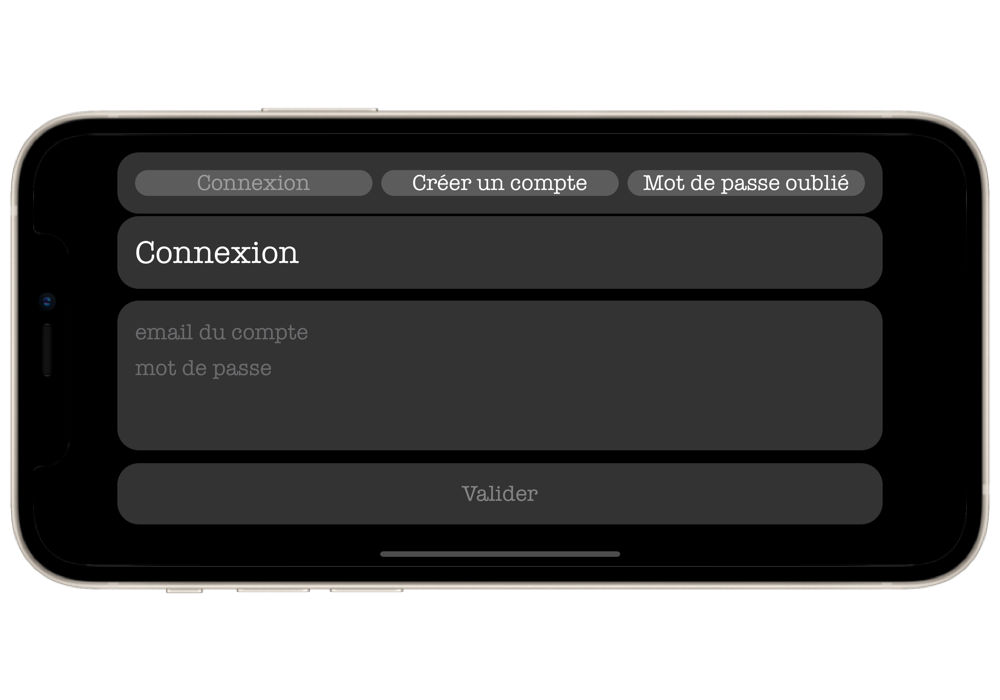 Connexion Créer un compte Mot de passe oublié
Connexion
email du compte
mot de passe
Valider